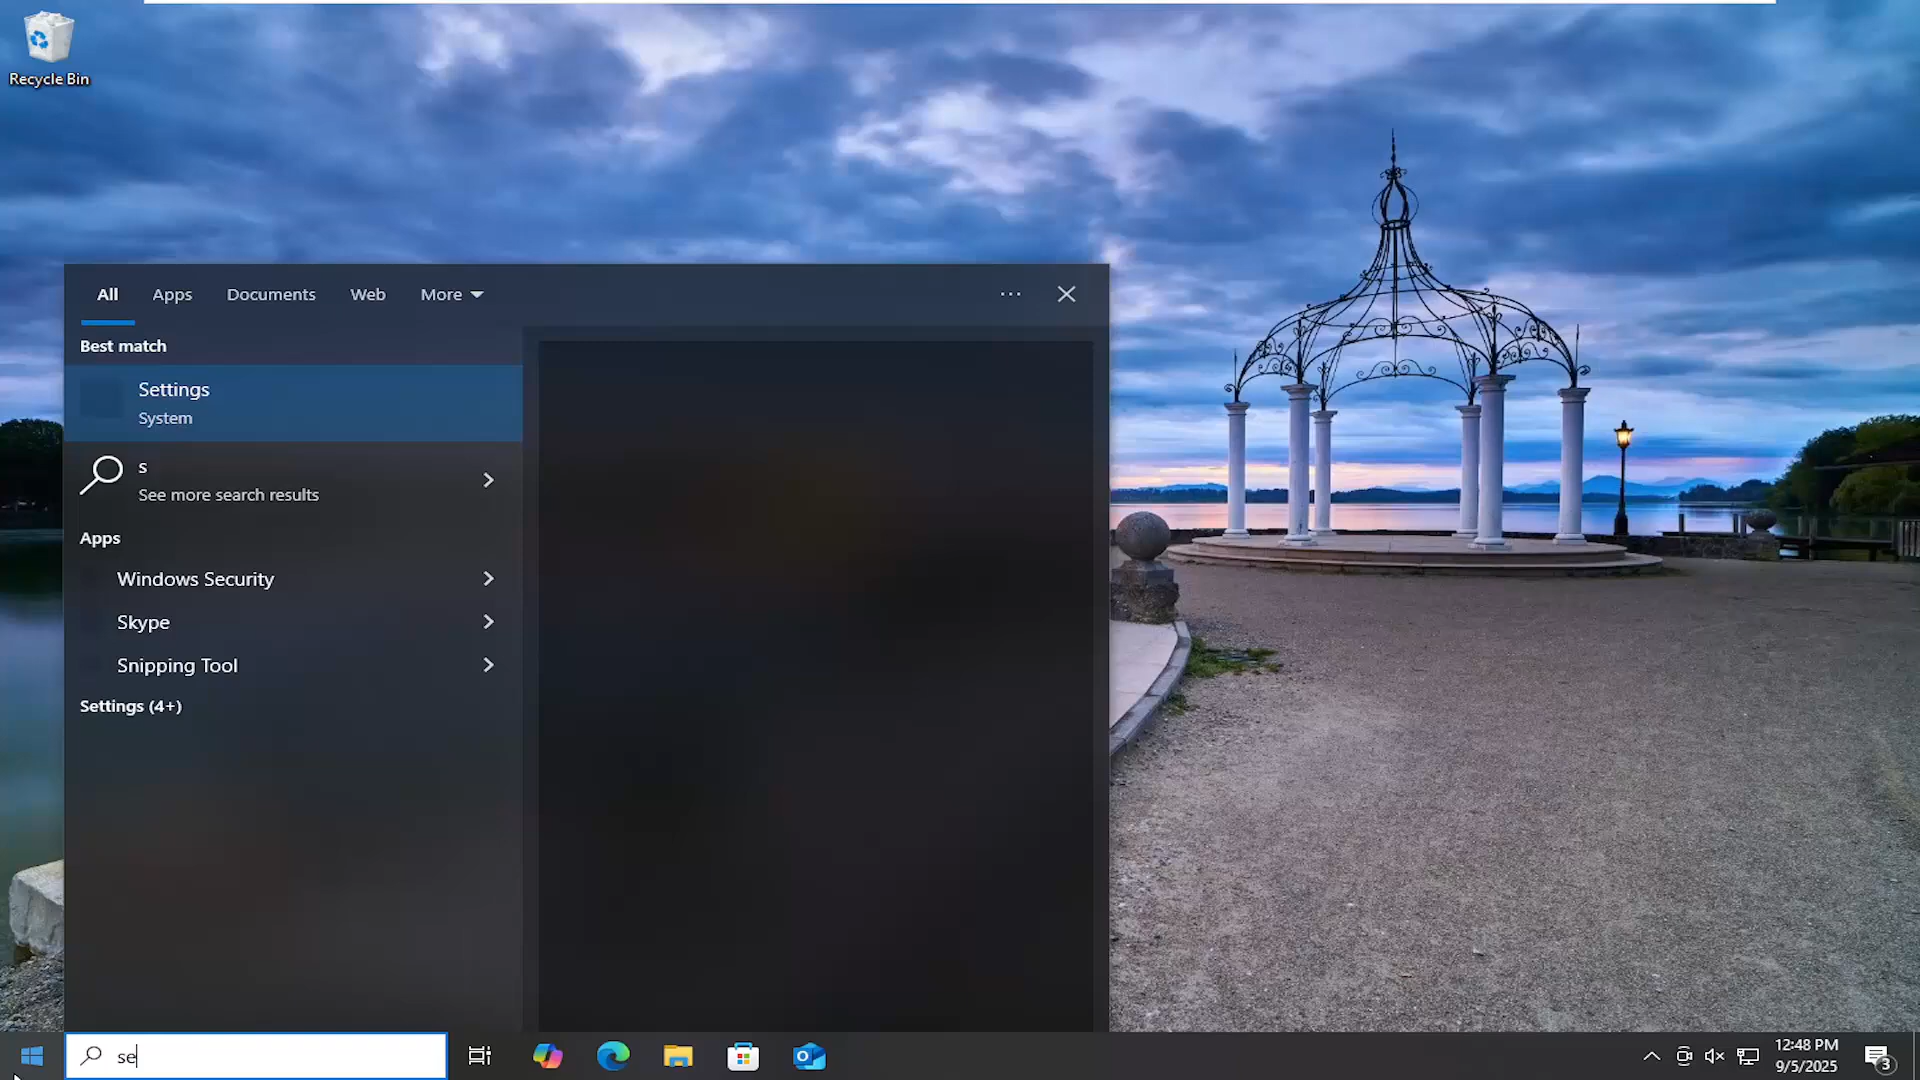 Recycle Bin
All Apps Documents Web More
Best match
Settings
System
s
See more search results
Apps
Windows Security
Skype
Snipping Tool
Settings (4+)
se
12:48 PM
9/5/2025
3